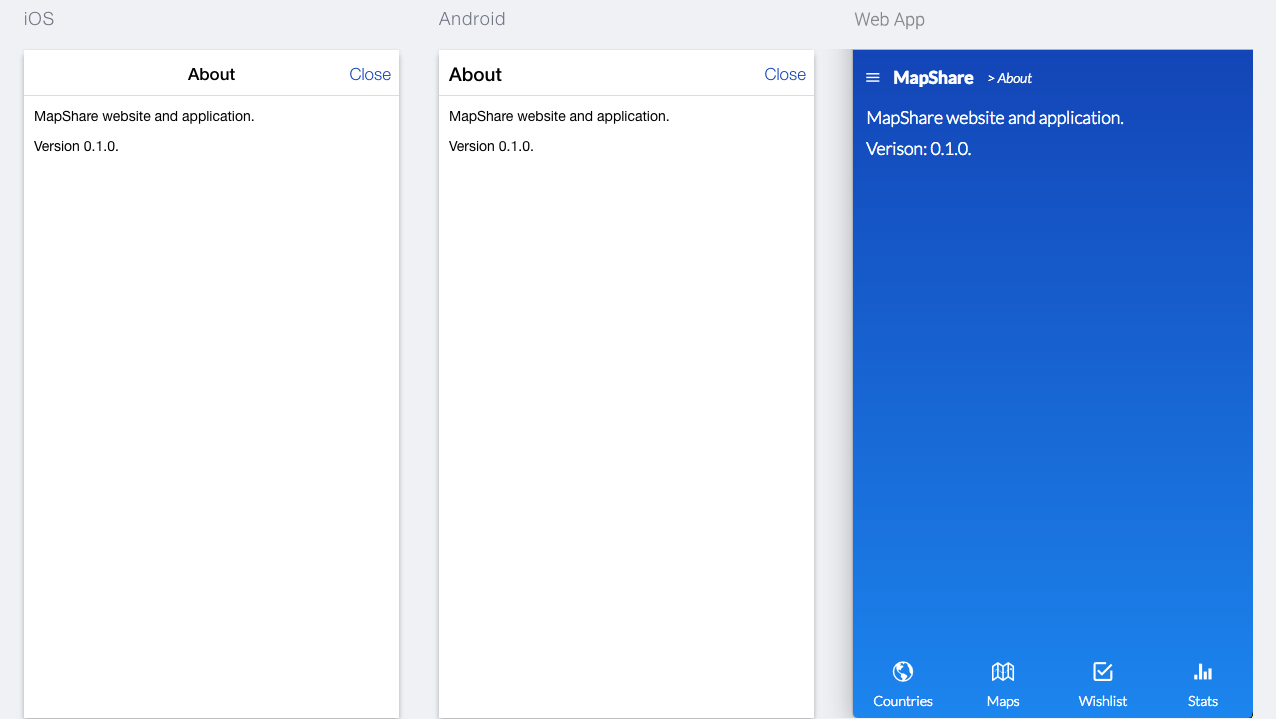 iOS
About
Close
MapShare website and application.
Version 0.1.0.
Android
About
Close
MapShare website and application.
Version 0.1.0.
Web App
MapShare > About
MapShare website and application.
Verison: 0.1.0.
Countries
Maps
Wishlist
Stats